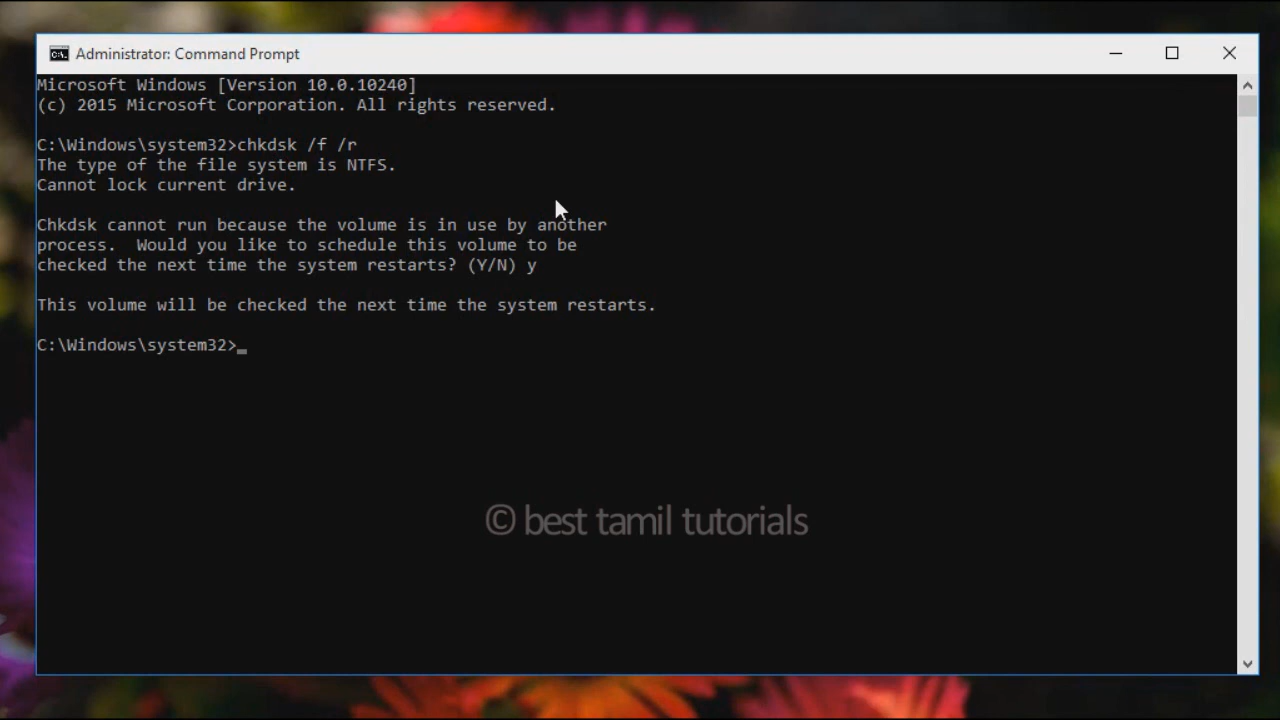 Administrator: Command Prompt
Microsoft Windows [Version 10.0.10240]
(c) 2015 Microsoft Corporation. All rights reserved.
C:\Windows\system32>chkdsk /f /r
The type of the file system is NTFS.
Cannot lock current drive.
Chkdsk cannot run because the volume is in use by another
process.  Would you like to schedule this volume to be
checked the next time the system restarts? (Y/N) y
This volume will be checked the next time the system restarts.
C:\Windows\system32>_
© best tamil tutorials